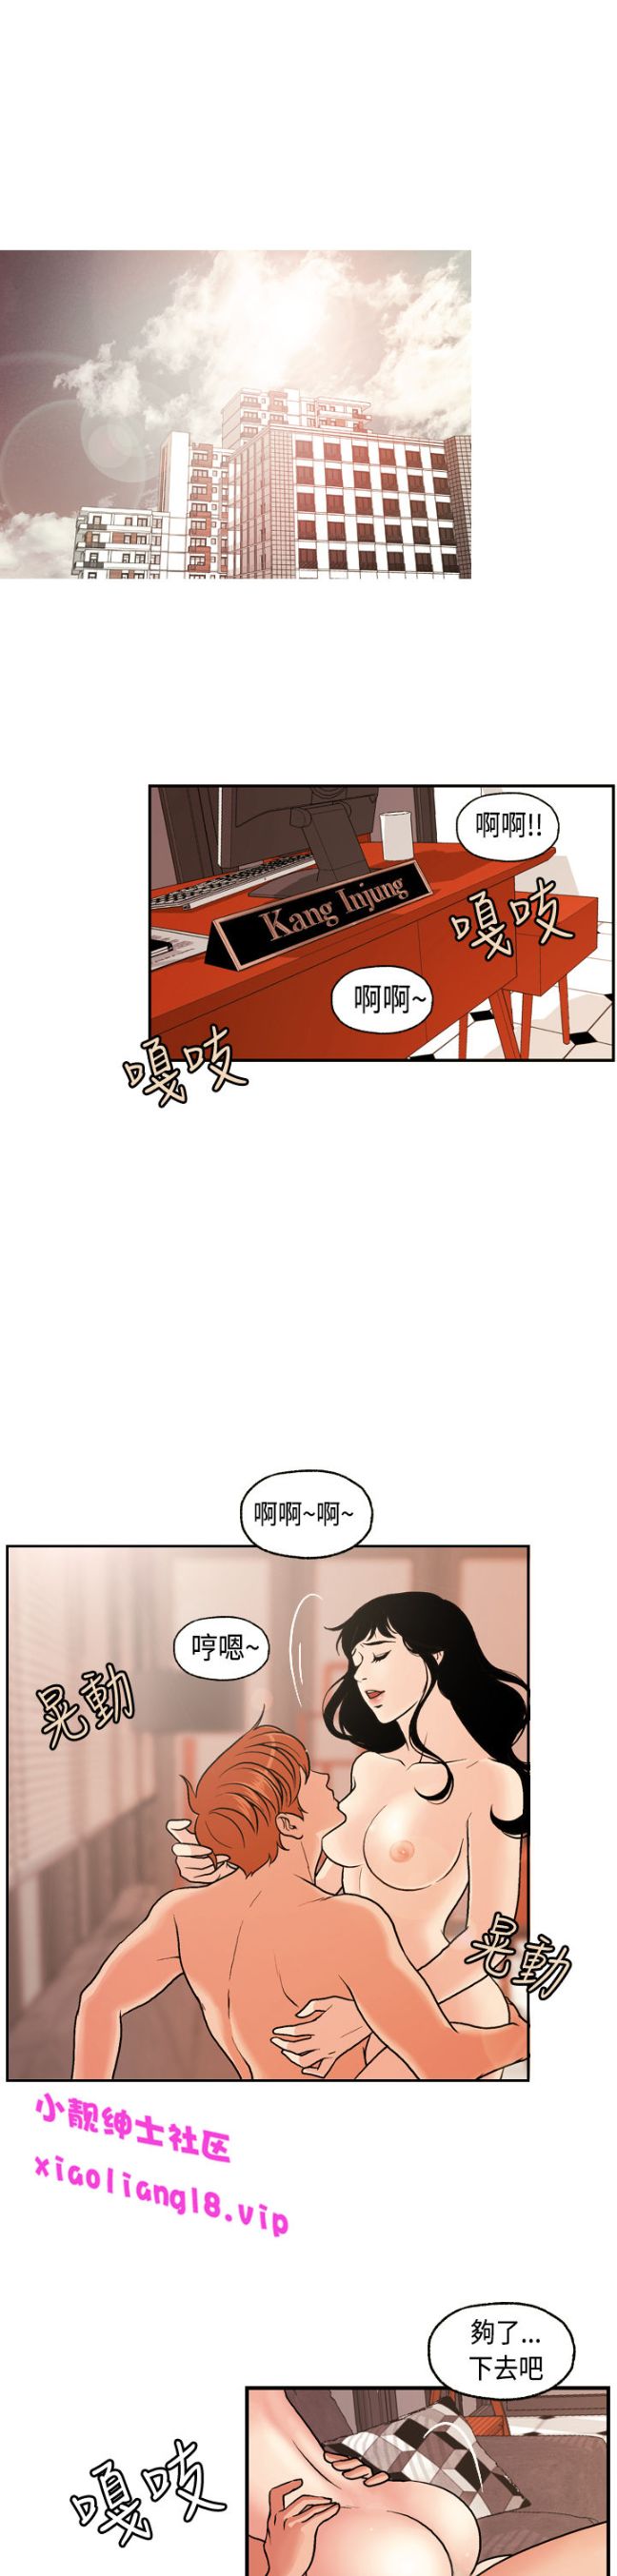 啊啊!!
Kang Injung
嘎吱
啊啊~
嘎吱
啊啊~啊~
哼嗯~
晃動
晃動
小靓绅士社区
xiaoliang18.vip
夠了...
下去吧
嘎吱